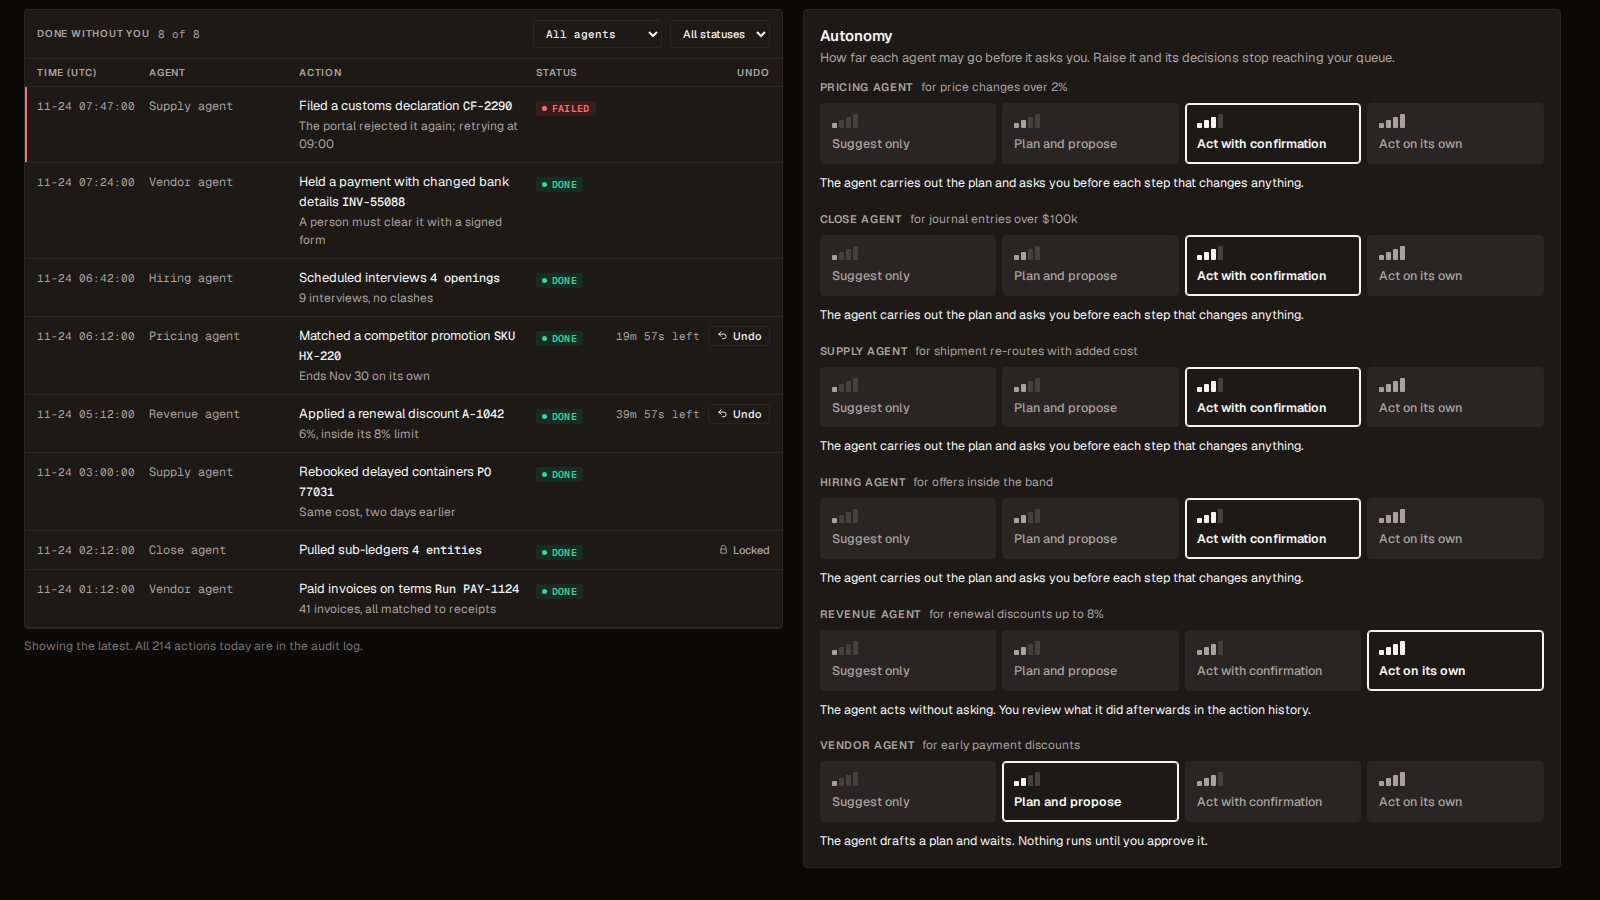 DONE WITHOUT YOU 8 of 8
All agents
All statuses
TIME (UTC) AGENT ACTION STATUS UNDO
11-24 07:47:00 Supply agent Filed a customs declaration CF-2290 FAILED
The portal rejected it again; retrying at
09:00
11-24 07:24:00 Vendor agent Held a payment with changed bank DONE
details INV-55088
A person must clear it with a signed
form
11-24 06:42:00 Hiring agent Scheduled interviews 4 openings DONE
9 interviews, no clashes
11-24 06:12:00 Pricing agent Matched a competitor promotion SKU DONE 19m 57s left Undo
HX-220
Ends Nov 30 on its own
11-24 05:12:00 Revenue agent Applied a renewal discount A-1042 DONE 39m 57s left Undo
6%, inside its 8% limit
11-24 03:00:00 Supply agent Rebooked delayed containers PO DONE
77031
Same cost, two days earlier
11-24 02:12:00 Close agent Pulled sub-ledgers 4 entities DONE Locked
11-24 01:12:00 Vendor agent Paid invoices on terms Run PAY-1124 DONE
41 invoices, all matched to receipts
Showing the latest. All 214 actions today are in the audit log.
Autonomy
How far each agent may go before it asks you. Raise it and its decisions stop reaching your queue.
PRICING AGENT for price changes over 2%
Suggest only Plan and propose Act with confirmation Act on its own
The agent carries out the plan and asks you before each step that changes anything.
CLOSE AGENT for journal entries over $100k
Suggest only Plan and propose Act with confirmation Act on its own
The agent carries out the plan and asks you before each step that changes anything.
SUPPLY AGENT for shipment re-routes with added cost
Suggest only Plan and propose Act with confirmation Act on its own
The agent carries out the plan and asks you before each step that changes anything.
HIRING AGENT for offers inside the band
Suggest only Plan and propose Act with confirmation Act on its own
The agent carries out the plan and asks you before each step that changes anything.
REVENUE AGENT for renewal discounts up to 8%
Suggest only Plan and propose Act with confirmation Act on its own
The agent acts without asking. You review what it did afterwards in the action history.
VENDOR AGENT for early payment discounts
Suggest only Plan and propose Act with confirmation Act on its own
The agent drafts a plan and waits. Nothing runs until you approve it.